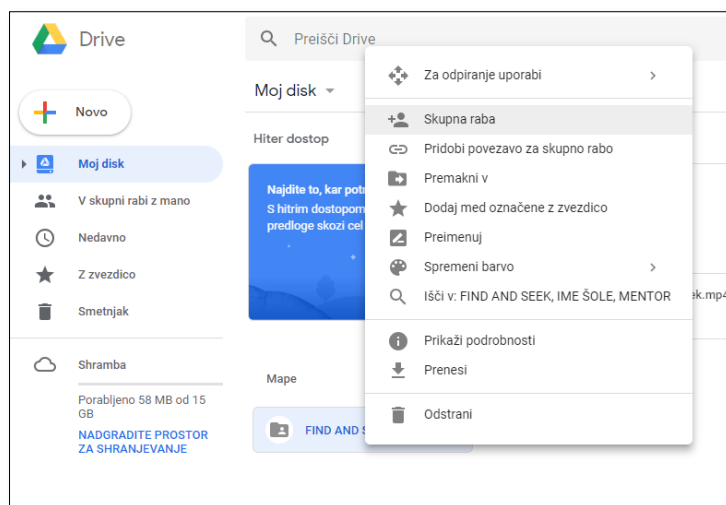 Drive
Preišči Drive
Novo
Moj disk
V skupni rabi z mano
Nedavno
Z zvezdico
Smetnjak
Shramba
Porabljeno 58 MB od 15
GB
NADGRADITE PROSTOR
ZA SHRANJEVANJE
Moj disk
Hiter dostop
Najdite to, kar
S hitrim dostopom
predloge skozi cel
Mape
FIND AND
Za odpiranje uporabi
Skupna raba
Pridobi povezavo za skupno rabo
Premakni v
Dodaj med označene z zvezdico
Preimenuj
Spremeni barvo
Išči v: FIND AND SEEK, IME ŠOLE, MENTOR
Prikaži podrobnosti
Prenesi
Odstrani